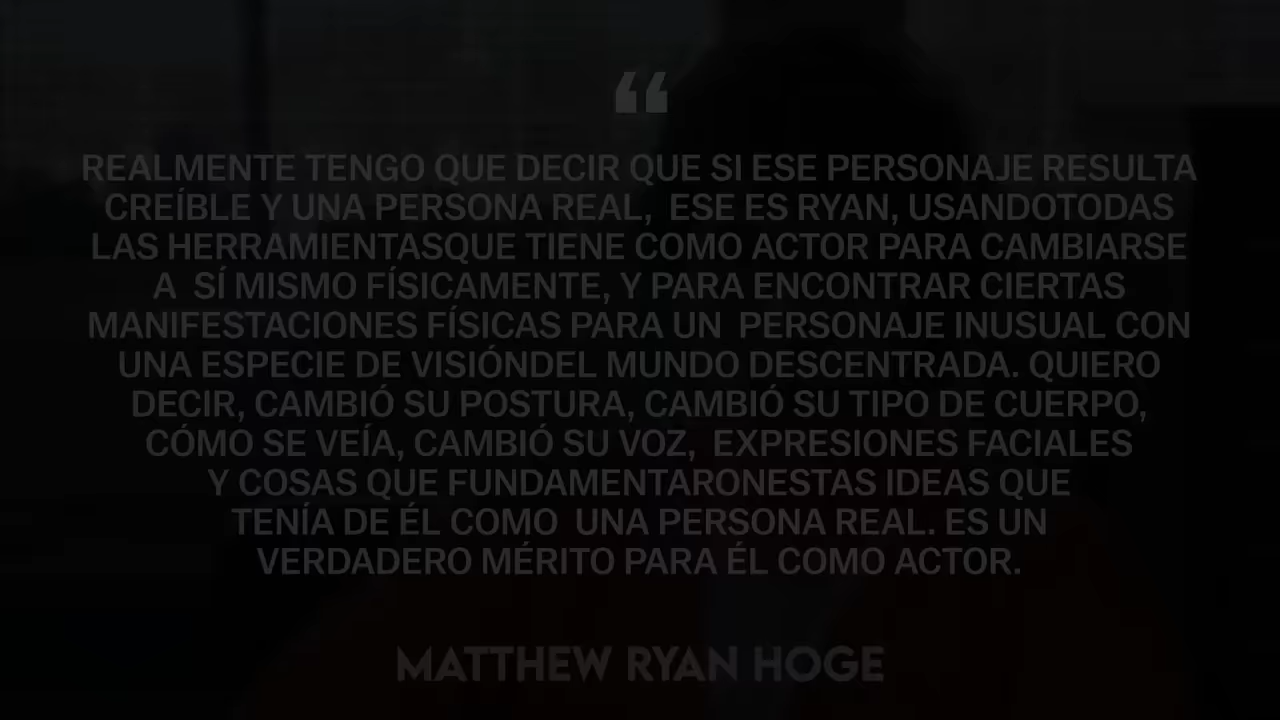 “
REALMENTE TENGO QUE DECIR QUE SI ESE PERSONAJE RESULTA
CREÍBLE Y UNA PERSONA REAL,  ESE ES RYAN, USANDOTODAS
LAS HERRAMIENTASQUE TIENE COMO ACTOR PARA CAMBIARSE
A  SÍ MISMO FÍSICAMENTE, Y PARA ENCONTRAR CIERTAS
MANIFESTACIONES FÍSICAS PARA UN  PERSONAJE INUSUAL CON
UNA ESPECIE DE VISIÓNDEL MUNDO DESCENTRADA. QUIERO
DECIR, CAMBIÓ SU POSTURA, CAMBIÓ SU TIPO DE CUERPO,
CÓMO SE VEÍA, CAMBIÓ SU VOZ,  EXPRESIONES FACIALES
Y COSAS QUE FUNDAMENTARONESTAS IDEAS QUE
TENÍA DE ÉL COMO  UNA PERSONA REAL. ES UN
VERDADERO MÉRITO PARA ÉL COMO ACTOR.
MATTHEW RYAN HOGE